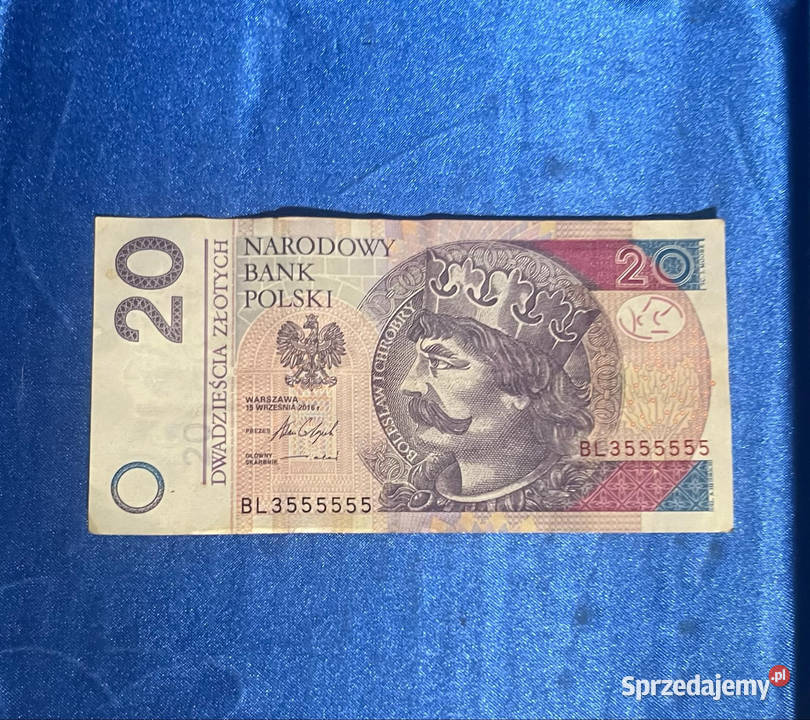 20
DWADZIEŚCIA ZŁOTYCH
NARODOWY
BANK
POLSKI
20
WARSZAWA
15 WRZEŚNIA 2016 r.
PREZES
GŁÓWNY
SKARBNIK
BOLESŁAW I CHROBRY
BL3555555
BL3555555
Sprzedajemy.pl